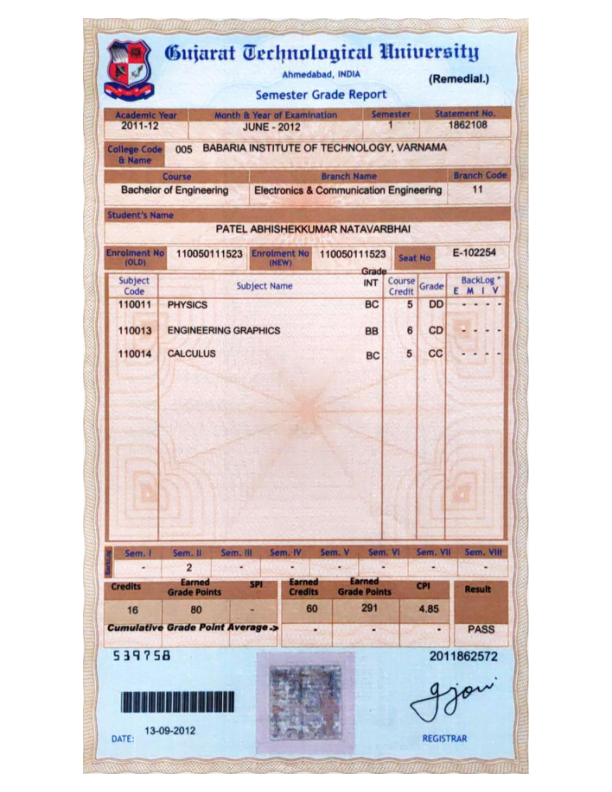 Gujarat Technological University
Ahmedabad, INDIA
(Remedial.)
Semester Grade Report
Academic Year Month & Year of Examination Semester Statement No.
2011-12 JUNE - 2012 1 1862108
College Code & Name 005 BABARIA INSTITUTE OF TECHNOLOGY, VARNAMA
Course Branch Name Branch Code
Bachelor of Engineering Electronics & Communication Engineering 11
Student's Name
PATEL ABHISHEKKUMAR NATAVARBHAI
Enrolment No (OLD) 110050111523 Enrolment No (NEW) 110050111523 Seat No E-102254
Subject Code Subject Name Grade INT Course Credit Grade BackLog *
E M I V
110011 PHYSICS BC 5 DD - - - -
110013 ENGINEERING GRAPHICS BB 6 CD - - - -
110014 CALCULUS BC 5 CC - - - -
BackLog Sem. I Sem. II Sem. III Sem. IV Sem. V Sem. VI Sem. VII Sem. VIII
- 2 - - - - - -
Credits Earned Grade Points SPI Earned Credits Earned Grade Points CPI Result
16 80 - 60 291 4.85
Cumulative Grade Point Average -> - - - PASS
539758 2011862572
13-09-2012
DATE: REGISTRAR